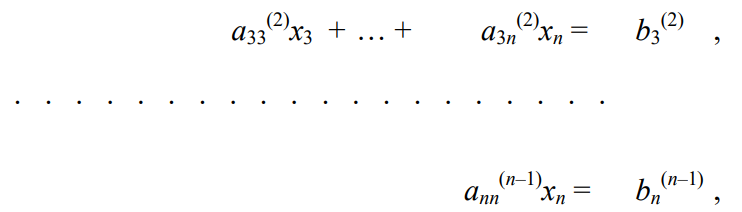 a₃₃⁽²⁾x₃ + … + a₃ₙ⁽²⁾xₙ = b₃⁽²⁾ ,
. . . . . . . . . . . . . . . . . . . .
aₙₙ⁽ⁿ⁻¹⁾xₙ = bₙ⁽ⁿ⁻¹⁾ ,